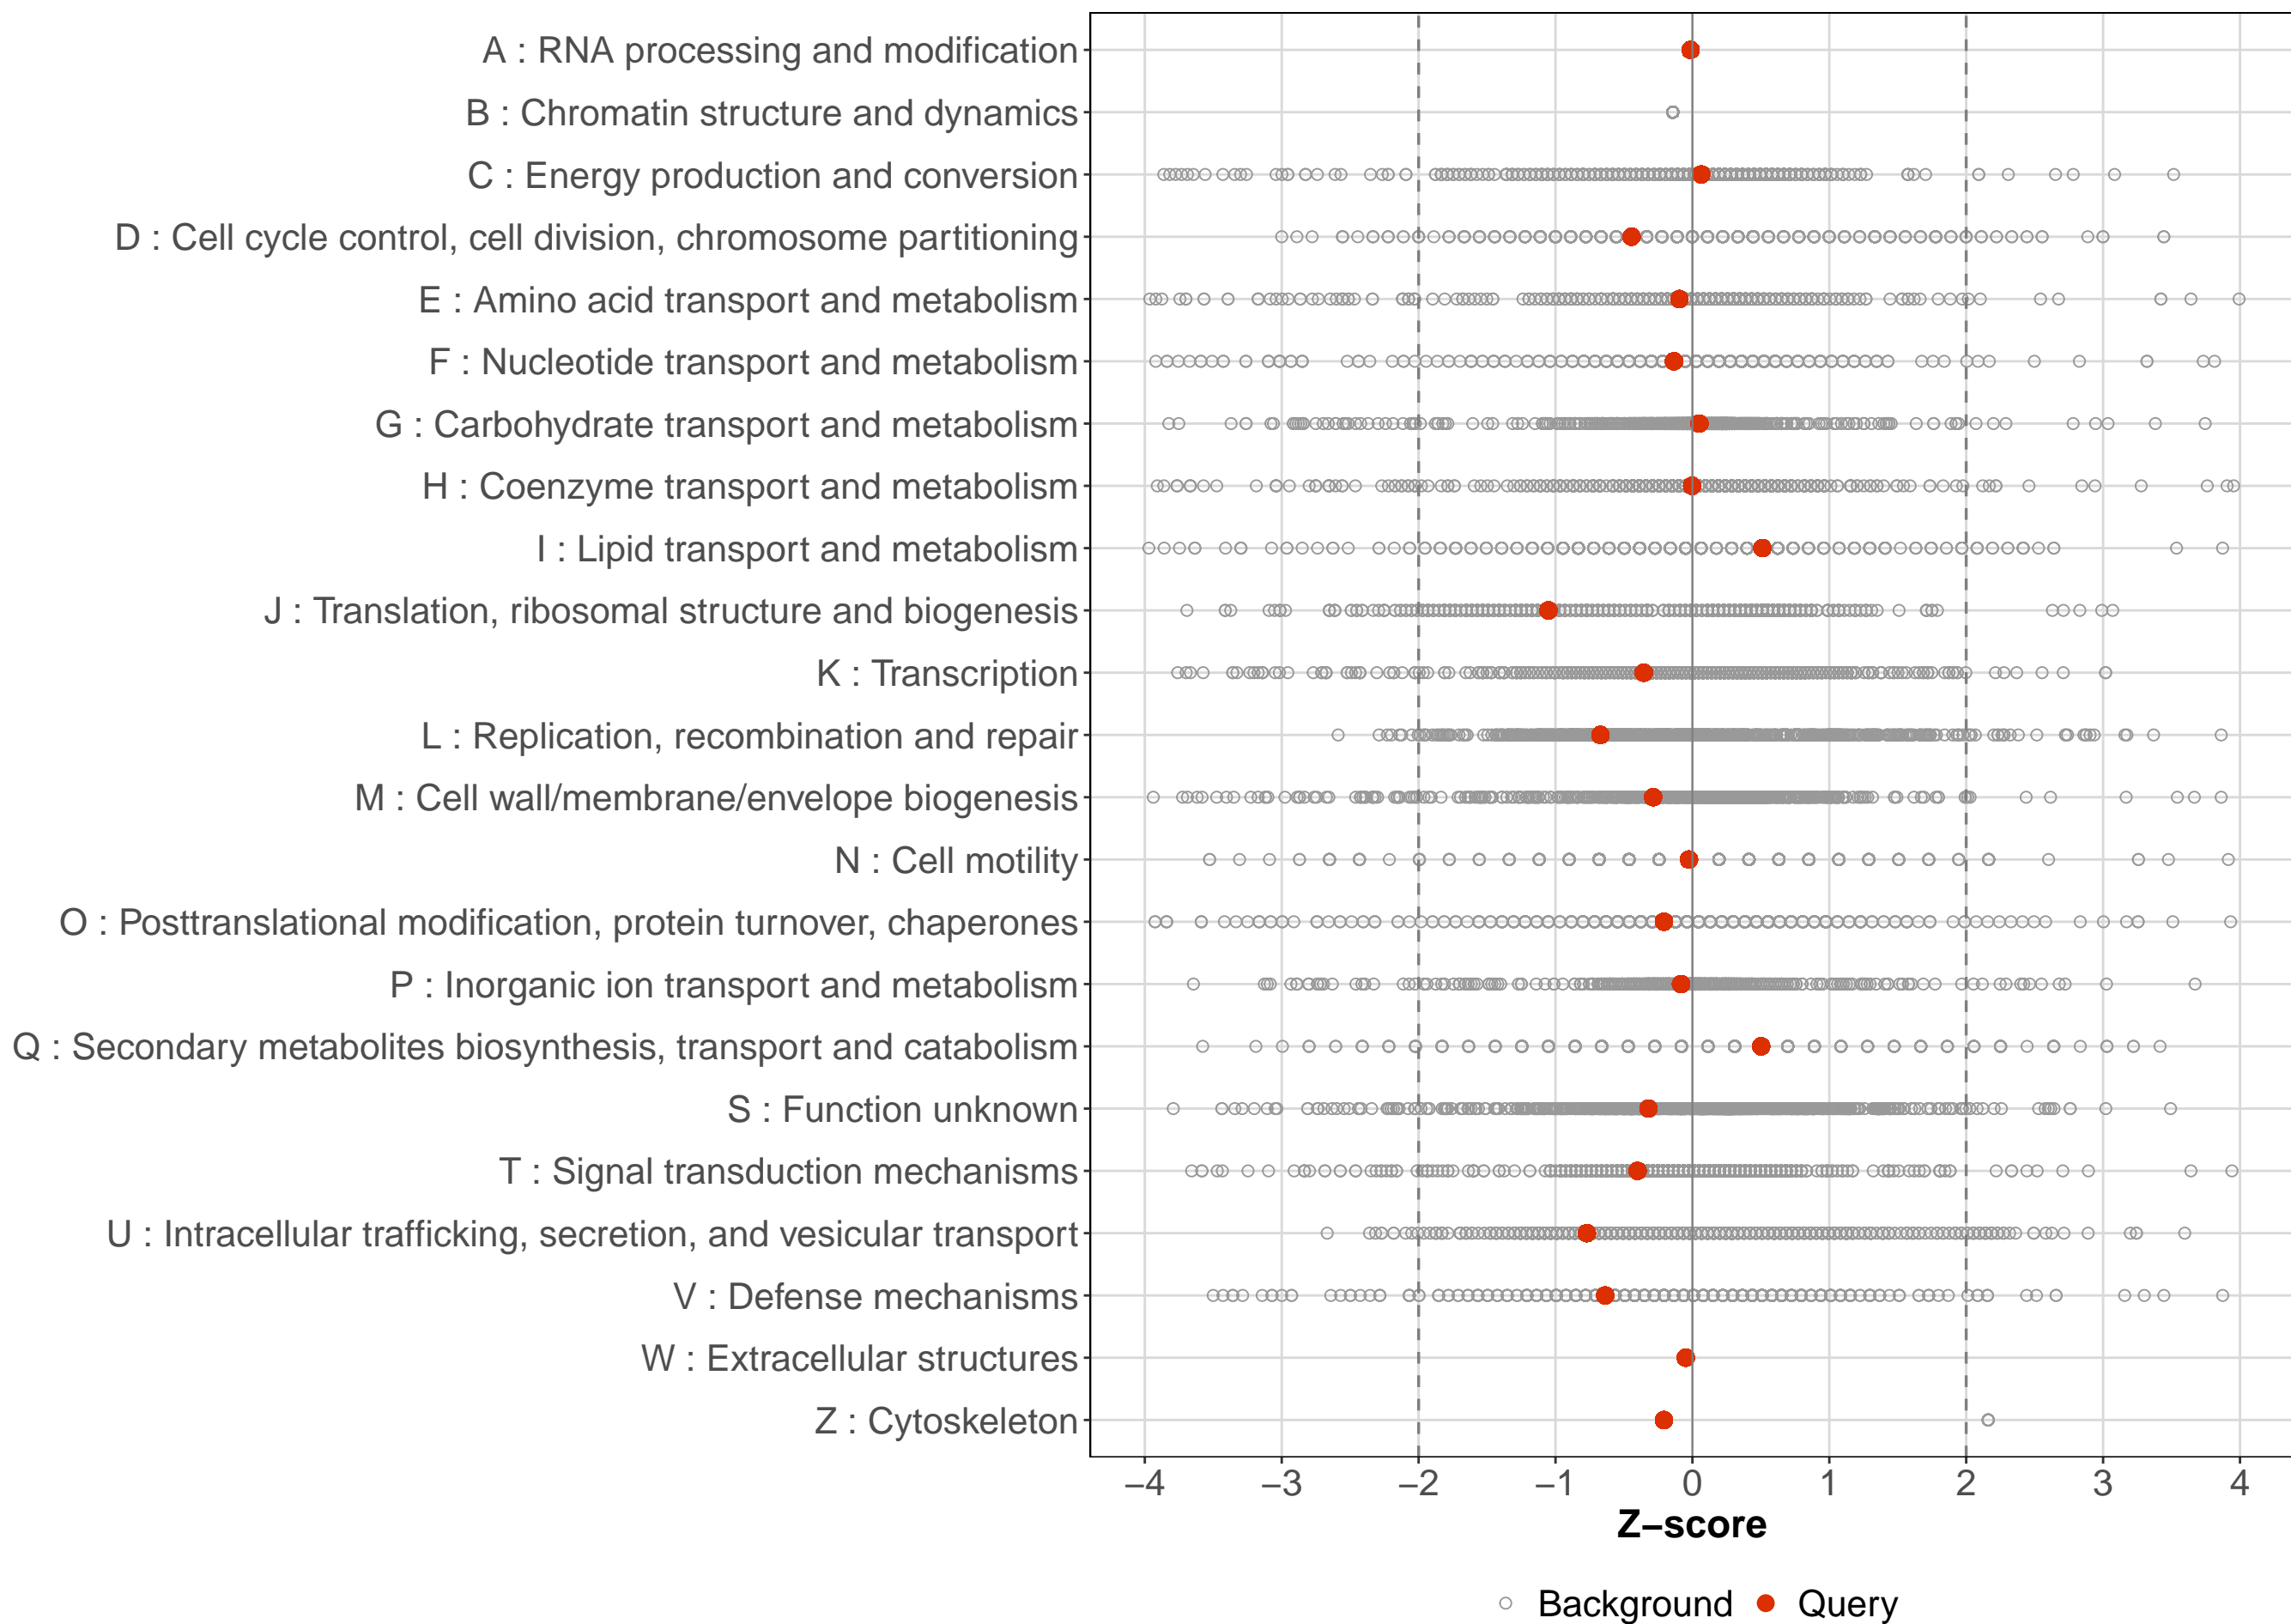 A : RNA processing and modification
B : Chromatin structure and dynamics
C : Energy production and conversion
D : Cell cycle control, cell division, chromosome partitioning
E : Amino acid transport and metabolism
F : Nucleotide transport and metabolism
G : Carbohydrate transport and metabolism
H : Coenzyme transport and metabolism
I : Lipid transport and metabolism
J : Translation, ribosomal structure and biogenesis
K : Transcription
L : Replication, recombination and repair
M : Cell wall/membrane/envelope biogenesis
N : Cell motility
O : Posttranslational modification, protein turnover, chaperones
P : Inorganic ion transport and metabolism
Q : Secondary metabolites biosynthesis, transport and catabolism
S : Function unknown
T : Signal transduction mechanisms
U : Intracellular trafficking, secretion, and vesicular transport
V : Defense mechanisms
W : Extracellular structures
Z : Cytoskeleton
−4 −3 −2 −1 0 1 2 3 4
Z−score
Background Query